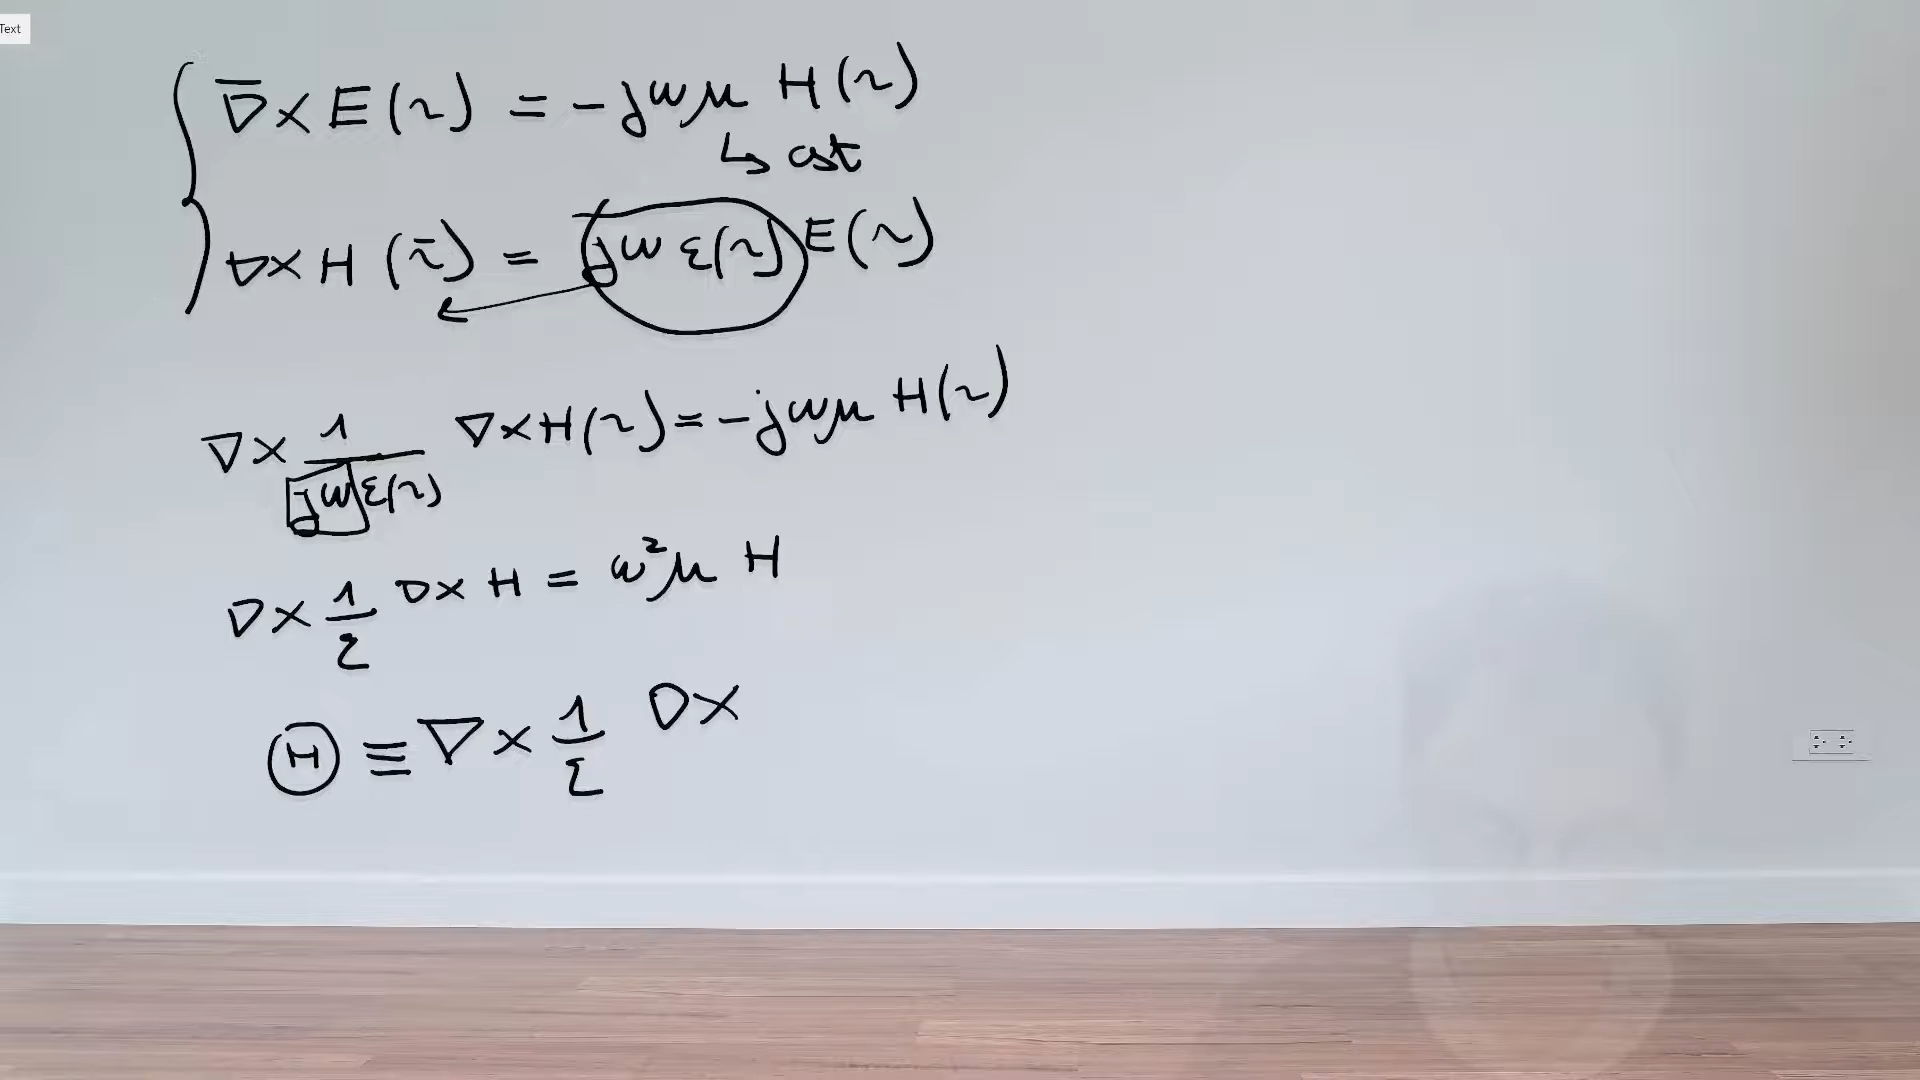 Text
∇̄ × E(r) = -jωμ H(r)
↳ cst
∇ × H(r̄) = jω ε(r) E(r)
∇ × 1/(jω ε(r)) ∇ × H(r) = -jωμ H(r)
∇ × 1/ε ∇ × H = ω²μ H
Ⓗ ≡ ∇ × 1/ε ∇ ×